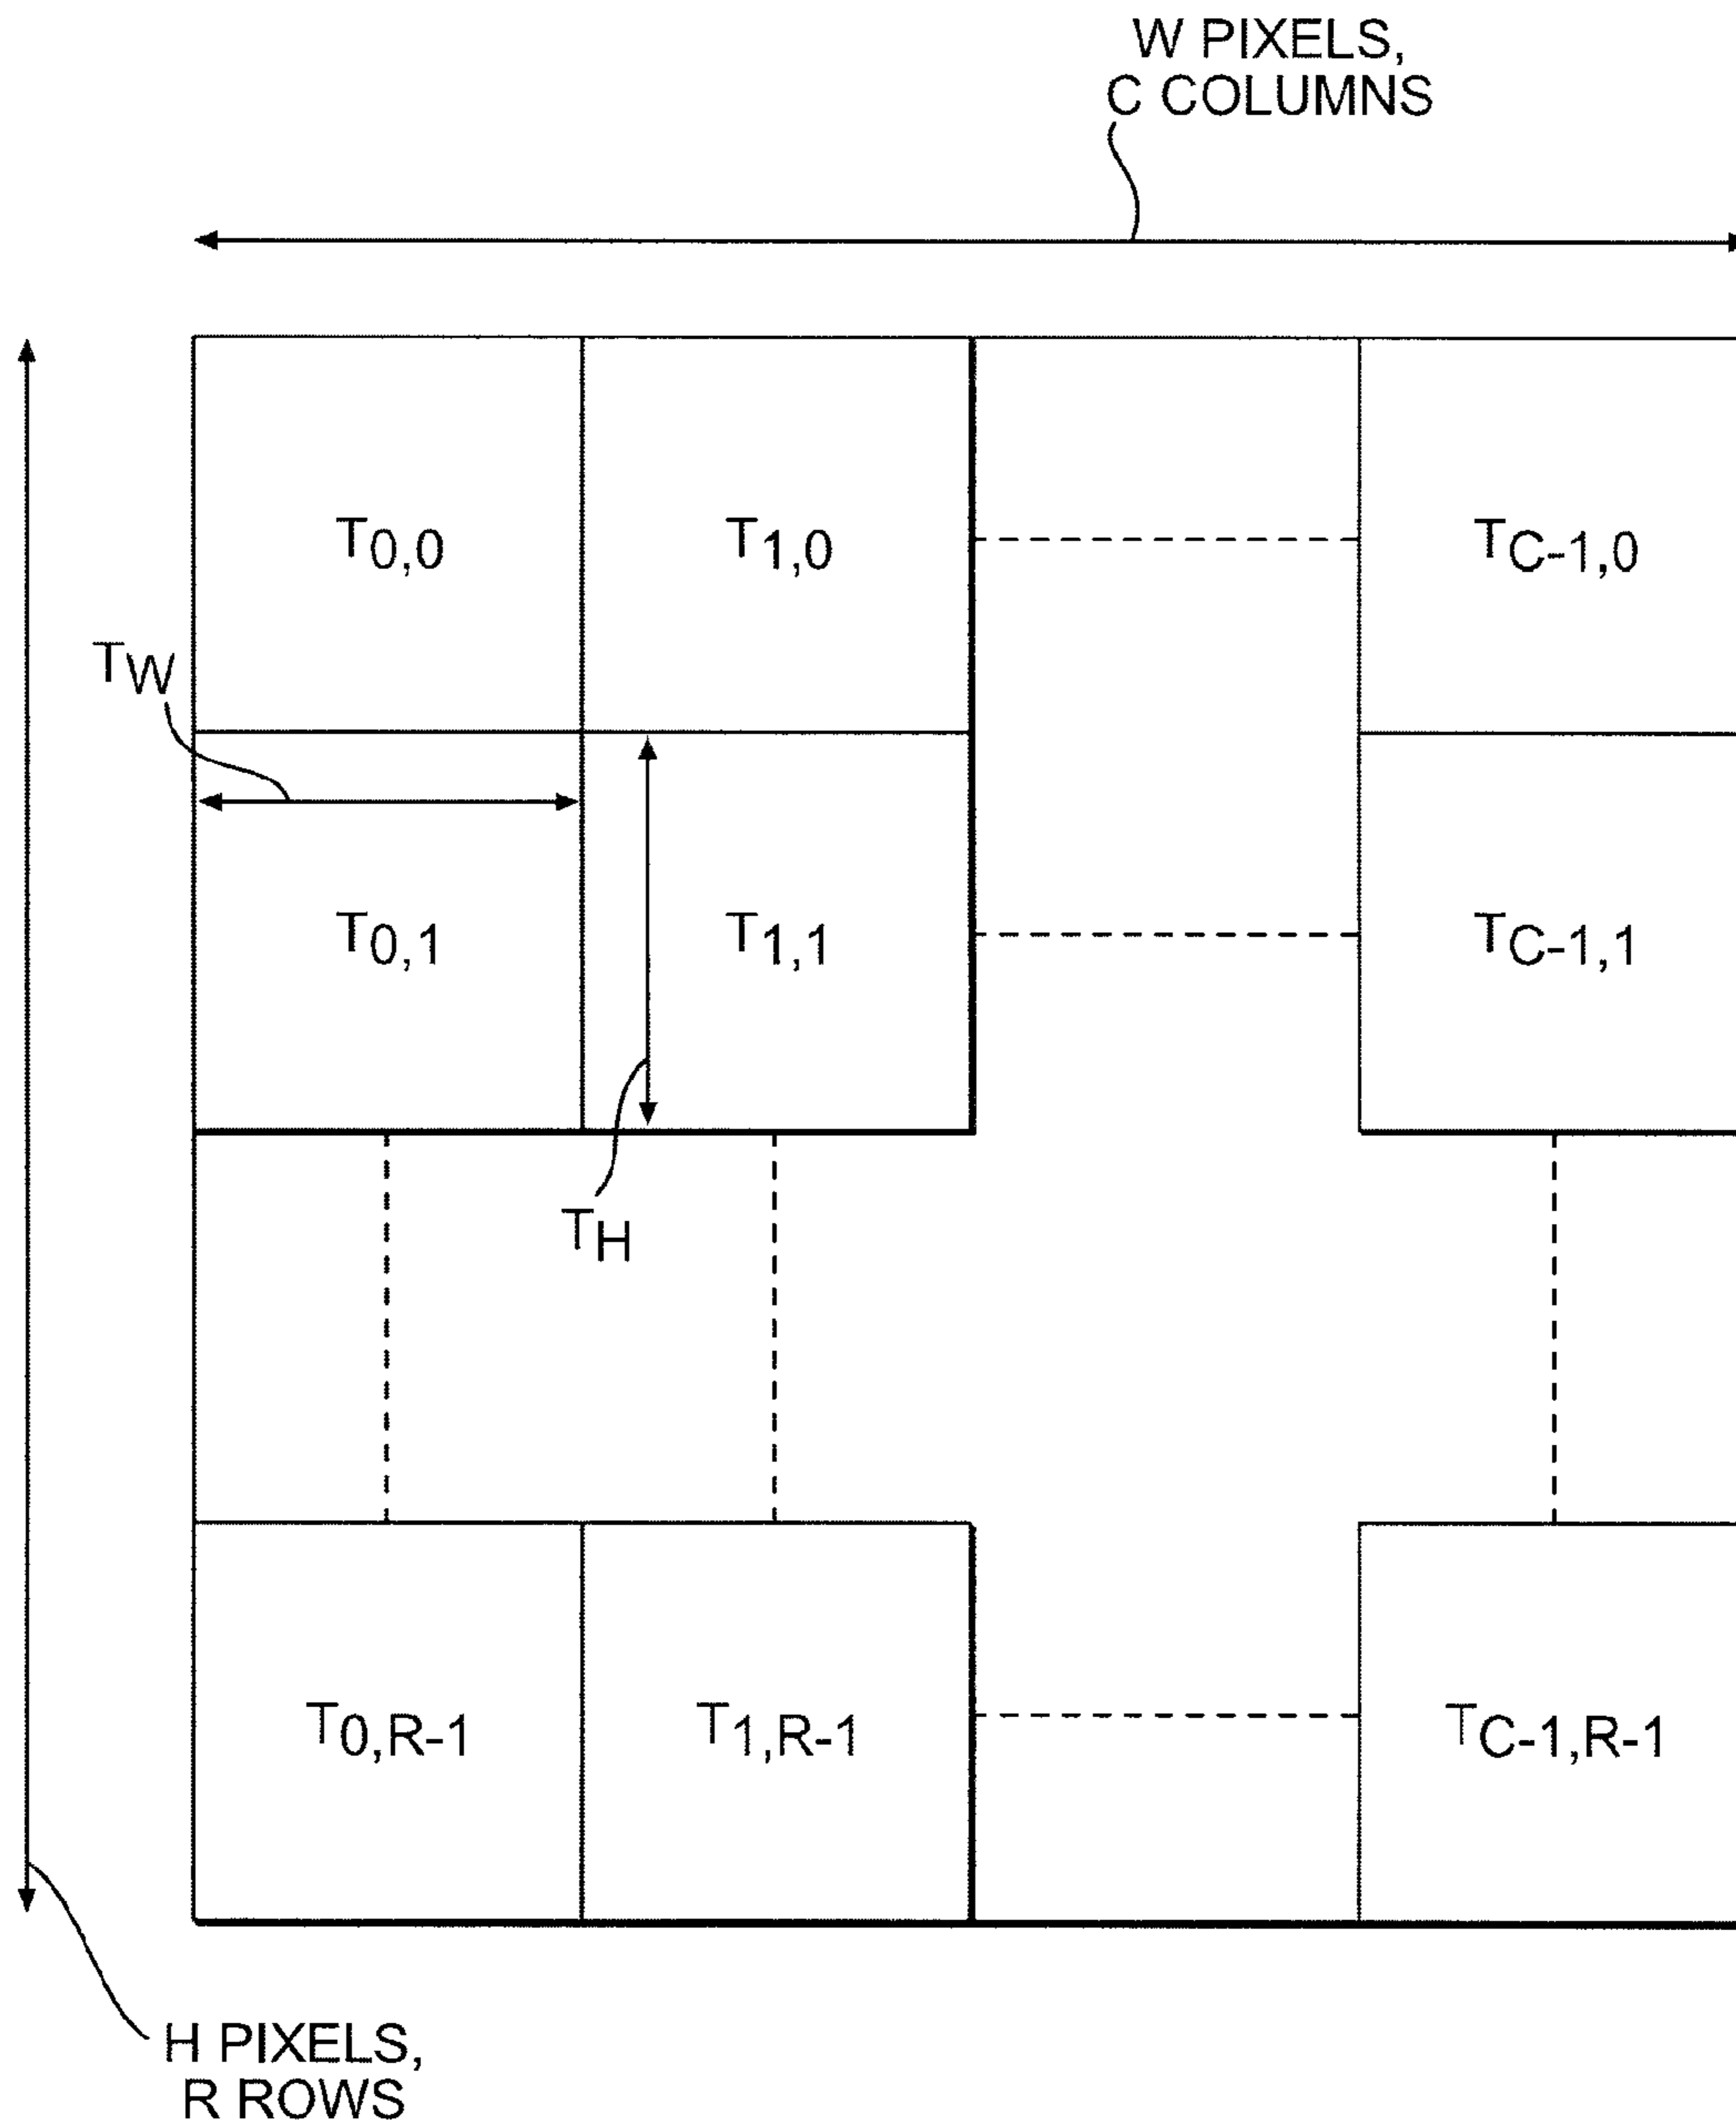 W PIXELS,
C COLUMNS
T0,0 T1,0 TC-1,0
TW
T0,1 T1,1 TC-1,1
TH
T0,R-1 T1,R-1 TC-1,R-1
H PIXELS,
R ROWS